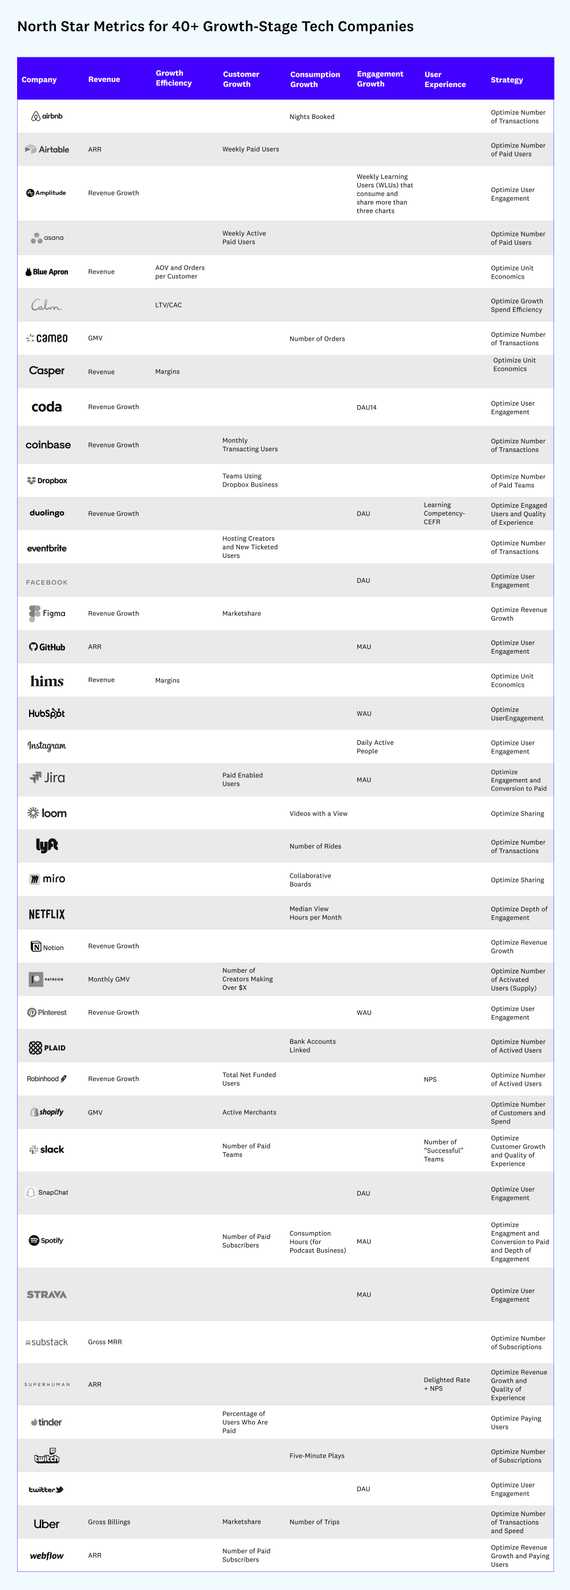 North Star Metrics for 40+ Growth-Stage Tech Companies
Company Revenue Growth Efficiency Customer Growth Consumption Growth Engagement Growth User Experience Strategy
airbnb Nights Booked Optimize Number of Transactions
Airtable ARR Weekly Paid Users Optimize Number of Paid Users
Amplitude Revenue Growth Weekly Learning Users (WLUs) that consume and share more than three charts Optimize User Engagement
asana Weekly Active Paid Users Optimize Number of Paid Users
Blue Apron Revenue AOV and Orders per Customer Optimize Unit Economics
Calm LTV/CAC Optimize Growth Spend Efficiency
cameo GMV Number of Orders Optimize Number of Transactions
Casper Revenue Margins Optimize Unit Economics
coda Revenue Growth DAU14 Optimize User Engagement
coinbase Revenue Growth Monthly Transacting Users Optimize Number of Transactions
Dropbox Teams Using Dropbox Business Optimize Number of Paid Teams
duolingo Revenue Growth DAU Learning Competency-CEFR Optimize Engaged Users and Quality of Experience
eventbrite Hosting Creators and New Ticketed Users Optimize Number of Transactions
FACEBOOK DAU Optimize User Engagement
Figma Revenue Growth Marketshare Optimize Revenue Growth
GitHub ARR MAU Optimize User Engagement
hims Revenue Margins Optimize Unit Economics
HubSpot WAU Optimize UserEngagement
Instagram Daily Active People Optimize User Engagement
Jira Paid Enabled Users MAU Optimize Engagement and Conversion to Paid
loom Videos with a View Optimize Sharing
lyft Number of Rides Optimize Number of Transactions
miro Collaborative Boards Optimize Sharing
NETFLIX Median View Hours per Month Optimize Depth of Engagement
Notion Revenue Growth Optimize Revenue Growth
PATREON Monthly GMV Number of Creators Making Over $X Optimize Number of Activated Users (Supply)
Pinterest Revenue Growth WAU Optimize User Engagement
PLAID Bank Accounts Linked Optimize Number of Actived Users
Robinhood Revenue Growth Total Net Funded Users NPS Optimize Number of Actived Users
shopify GMV Active Merchants Optimize Number of Customers and Spend
slack Number of Paid Teams Number of "Successful" Teams Optimize Customer Growth and Quality of Experience
SnapChat DAU Optimize User Engagement
Spotify Number of Paid Subscribers Consumption Hours (for Podcast Business) MAU Optimize Engagment and Conversion to Paid and Depth of Engagement
STRAVA MAU Optimize User Engagement
substack Gross MRR Optimize Number of Subscriptions
SUPERHUMAN ARR Delighted Rate + NPS Optimize Revenue Growth and Quality of Experience
tinder Percentage of Users Who Are Paid Optimize Paying Users
twitch Five-Minute Plays Optimize Number of Subscriptions
twitter DAU Optimize User Engagement
Uber Gross Billings Marketshare Number of Trips Optimize Number of Transactions and Speed
webflow ARR Number of Paid Subscribers Optimize Revenue Growth and Paying Users